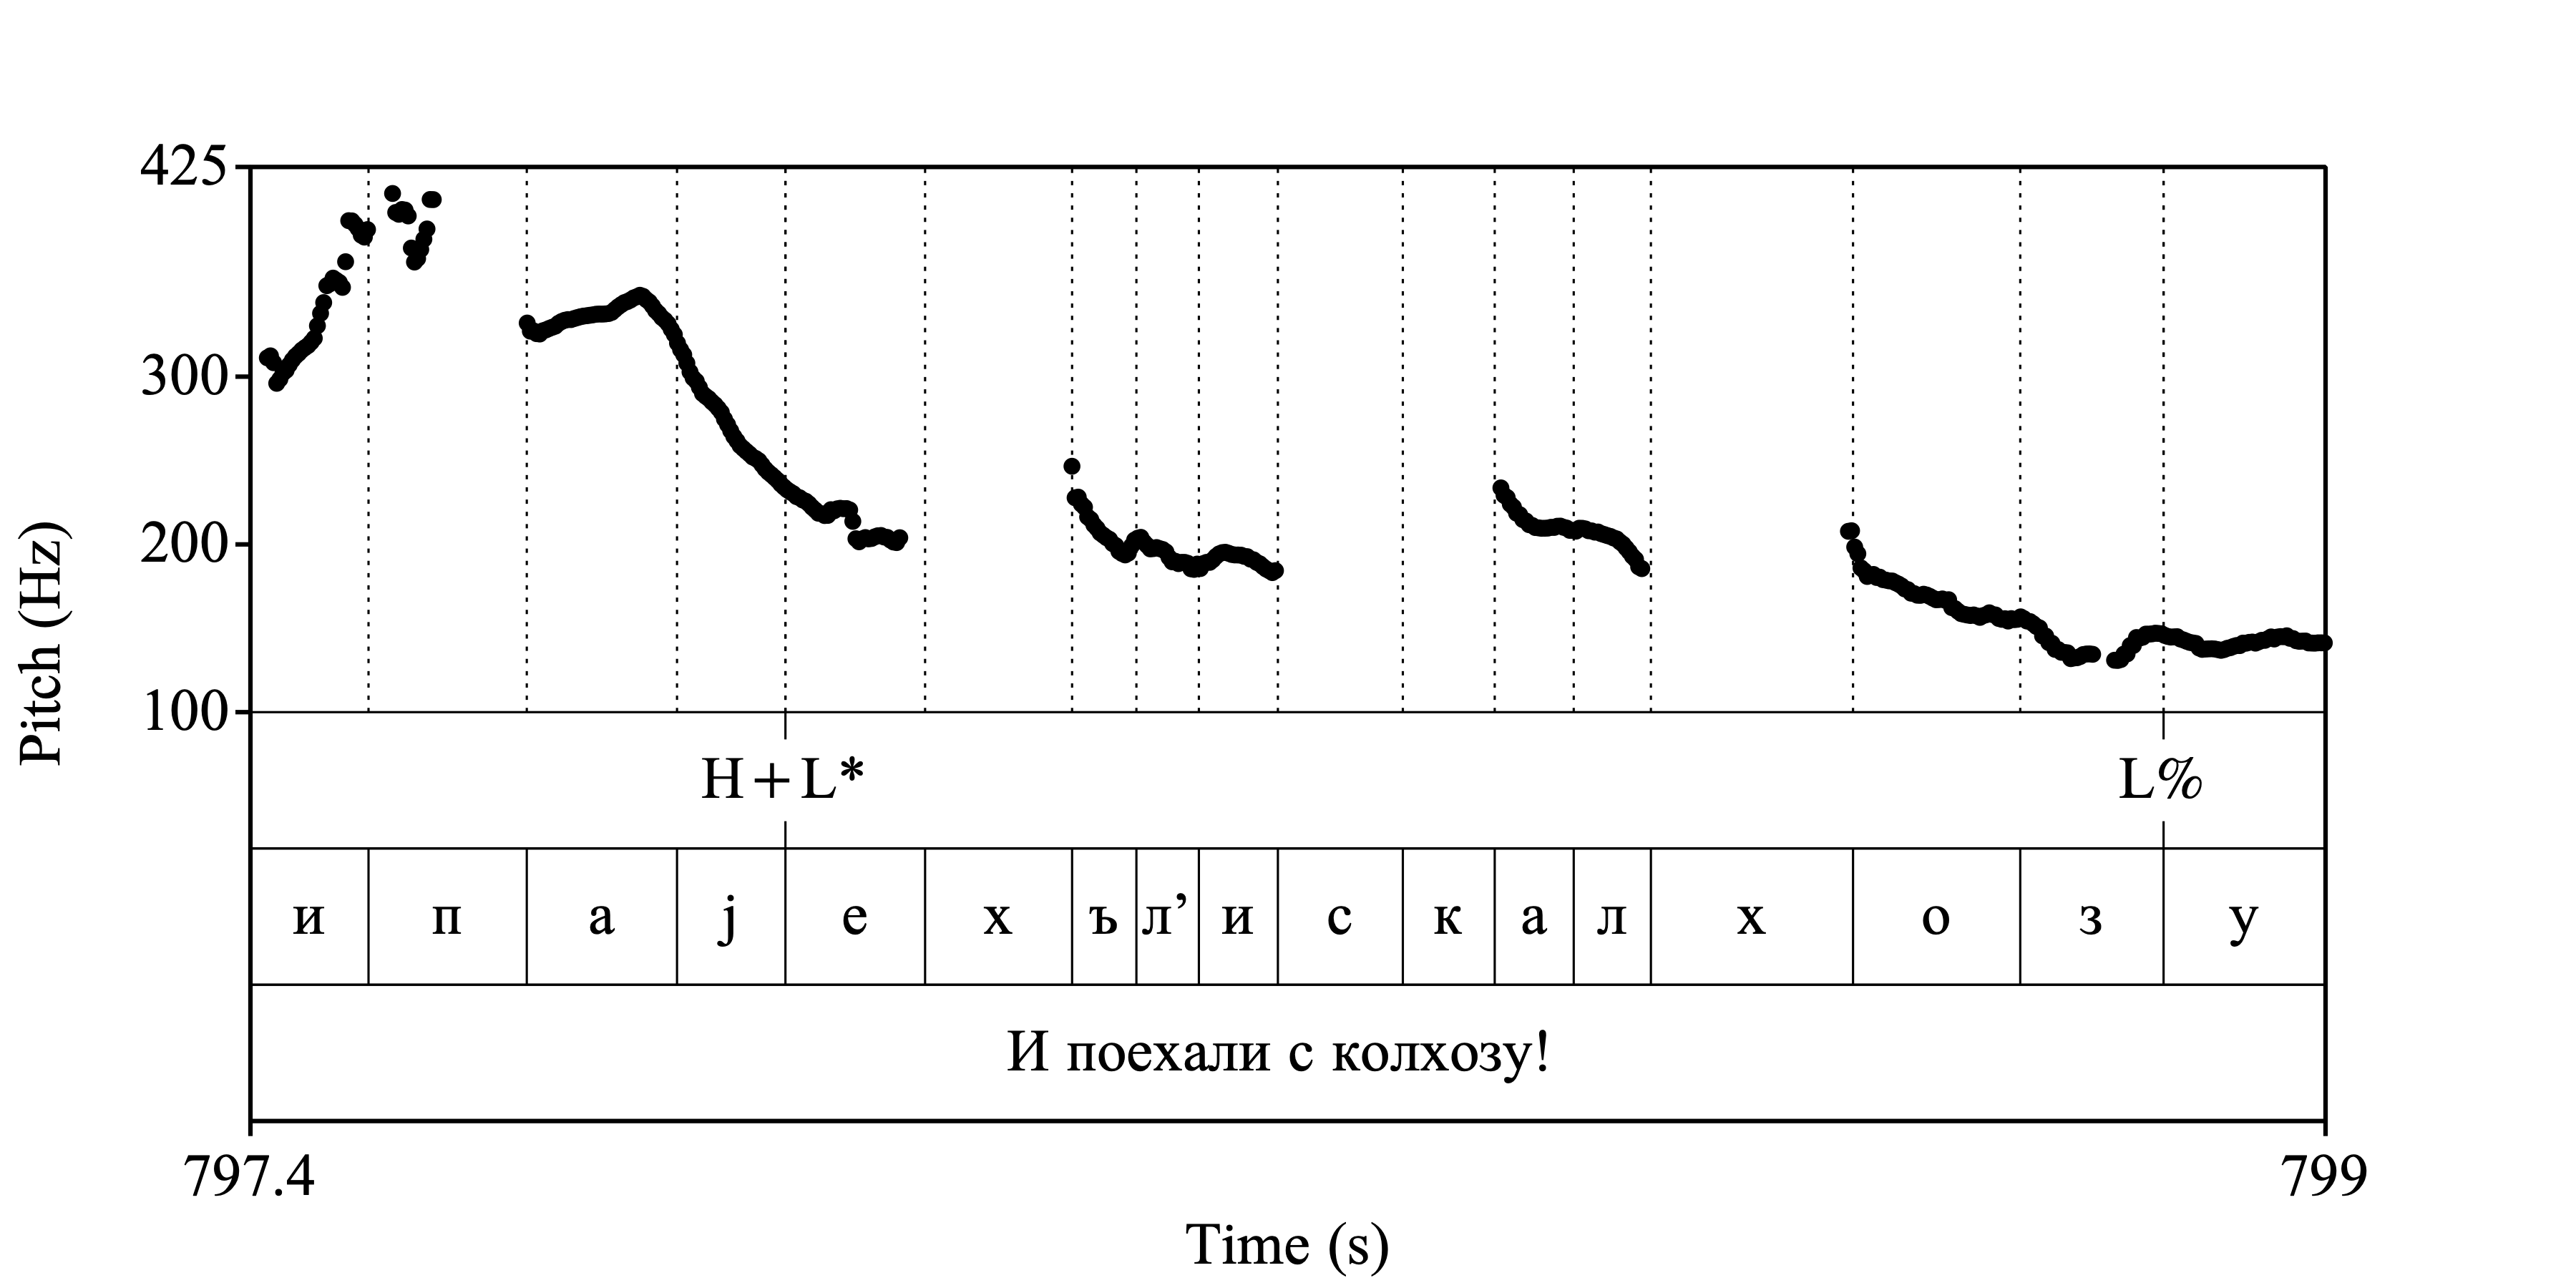 425
300
200
100
Pitch (Hz)
H+L* L%
и п а j е х ъ л’ и с к а л х о з у
И поехали с колхозу!
797.4 799
Time (s)